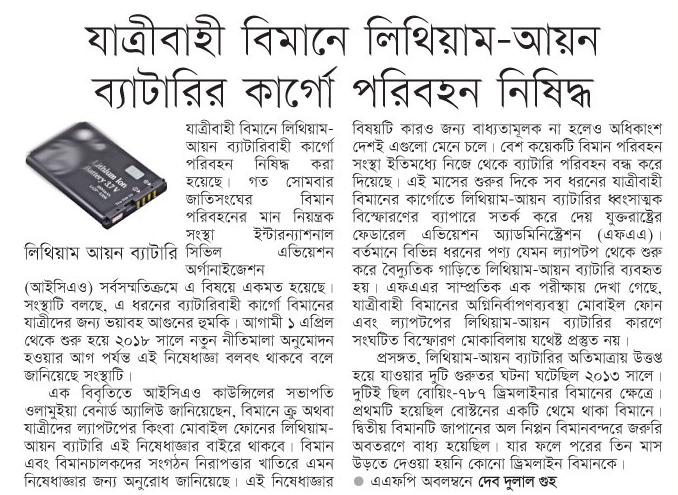 যাত্রীবাহী বিমানে লিথিয়াম-আয়ন
ব্যাটারির কার্গো পরিবহন নিষিদ্ধ
Lithium Ion
Battery 3.7 V
লিথিয়াম আয়ন ব্যাটারি
যাত্রীবাহী বিমানে লিথিয়াম-
আয়ন ব্যাটারিবাহী কার্গো
পরিবহন নিষিদ্ধ করা
হয়েছে। গত সোমবার
জাতিসংঘের বিমান
পরিবহনের মান নিয়ন্ত্রক
সংস্থা ইন্টারন্যাশনাল
সিভিল এভিয়েশন
অর্গানাইজেশন
(আইসিএও) সর্বসম্মতিক্রমে এ বিষয়ে একমত হয়েছে।
সংস্থাটি বলছে, এ ধরনের ব্যাটারিবাহী কার্গো বিমানের
যাত্রীদের জন্য ভয়াবহ আগুনের হুমকি। আগামী ১ এপ্রিল
থেকে শুরু হয়ে ২০১৮ সালে নতুন নীতিমালা অনুমোদন
হওয়ার আগ পর্যন্ত এই নিষেধাজ্ঞা বলবৎ থাকবে বলে
জানিয়েছে সংস্থাটি।
এক বিবৃতিতে আইসিএও কাউন্সিলের সভাপতি
ওলামুইয়া বেনার্ড অ্যালিউ জানিয়েছেন, বিমানে ক্রু অথবা
যাত্রীদের ল্যাপটপের কিংবা মোবাইল ফোনের লিথিয়াম-
আয়ন ব্যাটারি এই নিষেধাজ্ঞার বাইরে থাকবে। বিমান
এবং বিমানচালকদের সংগঠন নিরাপত্তার খাতিরে এমন
নিষেধাজ্ঞার জন্য অনুরোধ জানিয়েছে। এই নিষেধাজ্ঞার
বিষয়টি কারও জন্য বাধ্যতামূলক না হলেও অধিকাংশ
দেশই এগুলো মেনে চলে। বেশ কয়েকটি বিমান পরিবহন
সংস্থা ইতিমধ্যে নিজে থেকে ব্যাটারি পরিবহন বন্ধ করে
দিয়েছে। এই মাসের শুরুর দিকে সব ধরনের যাত্রীবাহী
বিমানের কার্গোতে লিথিয়াম-আয়ন ব্যাটারির ধ্বংসাত্মক
বিস্ফোরণের ব্যাপারে সতর্ক করে দেয় যুক্তরাষ্ট্রের
ফেডারেল এভিয়েশন অ্যাডমিনিস্ট্রেশন (এফএএ)।
বর্তমানে বিভিন্ন ধরনের পণ্য যেমন ল্যাপটপ থেকে শুরু
করে বৈদ্যুতিক গাড়িতে লিথিয়াম-আয়ন ব্যাটারি ব্যবহৃত
হয়। এফএএর সাম্প্রতিক এক পরীক্ষায় দেখা গেছে,
যাত্রীবাহী বিমানের অগ্নিনির্বাপণব্যবস্থা মোবাইল ফোন
এবং ল্যাপটপের লিথিয়াম-আয়ন ব্যাটারির কারণে
সংঘটিত বিস্ফোরণ মোকাবিলায় যথেষ্ট প্রস্তুত নয়।
প্রসঙ্গত, লিথিয়াম-আয়ন ব্যাটারির অতিমাত্রায় উত্তপ্ত
হয়ে যাওয়ার দুটি গুরুতর ঘটনা ঘটেছিল ২০১৩ সালে।
দুটিই ছিল বোয়িং-৭৮৭ ড্রিমলাইনার বিমানের ক্ষেত্রে।
প্রথমটি হয়েছিল বোস্টনের একটি থেমে থাকা বিমানে।
দ্বিতীয় বিমানটি জাপানের অল নিপ্পন বিমানবন্দরে জরুরি
অবতরণে বাধ্য হয়েছিল। যার ফলে পরের তিন মাস
উড়তে দেওয়া হয়নি কোনো ড্রিমলাইন বিমানকে।
● এএফপি অবলম্বনে দেব দুলাল গুহ